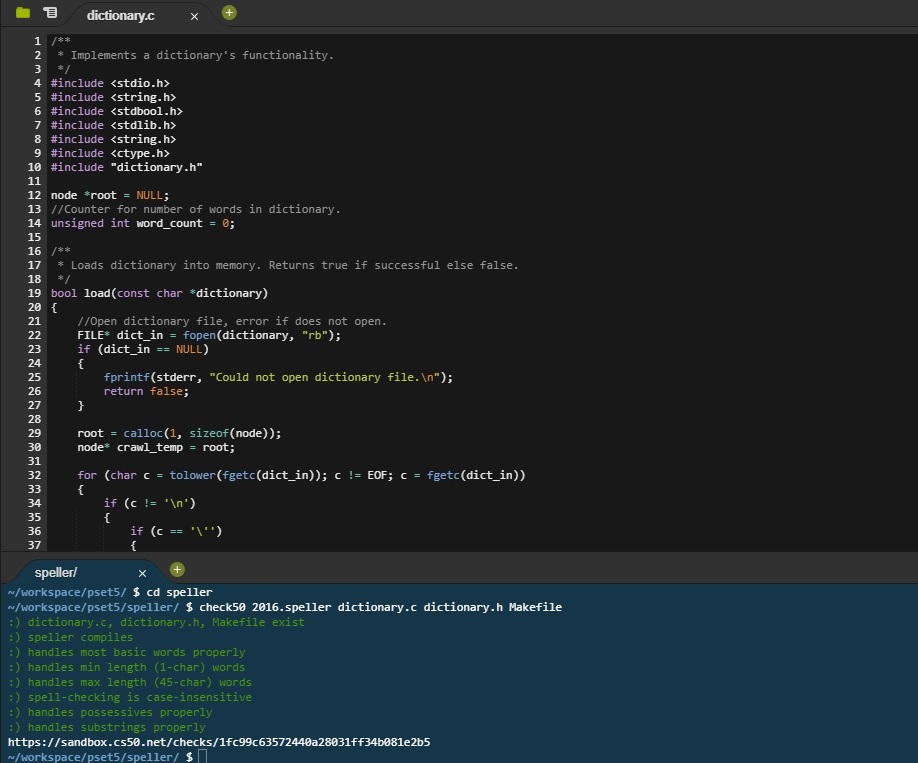 dictionary.c
1 /**
2  * Implements a dictionary's functionality.
3  */
4 #include <stdio.h>
5 #include <string.h>
6 #include <stdbool.h>
7 #include <stdlib.h>
8 #include <string.h>
9 #include <ctype.h>
10 #include "dictionary.h"
11
12 node *root = NULL;
13 //Counter for number of words in dictionary.
14 unsigned int word_count = 0;
15
16 /**
17  * Loads dictionary into memory. Returns true if successful else false.
18  */
19 bool load(const char *dictionary)
20 {
21     //Open dictionary file, error if does not open.
22     FILE* dict_in = fopen(dictionary, "rb");
23     if (dict_in == NULL)
24     {
25         fprintf(stderr, "Could not open dictionary file.\n");
26         return false;
27     }
28
29     root = calloc(1, sizeof(node));
30     node* crawl_temp = root;
31
32     for (char c = tolower(fgetc(dict_in)); c != EOF; c = fgetc(dict_in))
33     {
34         if (c != '\n')
35         {
36             if (c == '\'')
37             {
speller/
~/workspace/pset5/ $ cd speller
~/workspace/pset5/speller/ $ check50 2016.speller dictionary.c dictionary.h Makefile
:) dictionary.c, dictionary.h, Makefile exist
:) speller compiles
:) handles most basic words properly
:) handles min length (1-char) words
:) handles max length (45-char) words
:) spell-checking is case-insensitive
:) handles possessives properly
:) handles substrings properly
https://sandbox.cs50.net/checks/1fc99c63572440a28031ff34b081e2b5
~/workspace/pset5/speller/ $